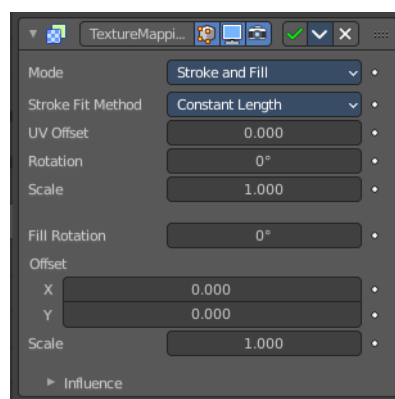 TextureMappi...
Mode Stroke and Fill
Stroke Fit Method Constant Length
UV Offset 0.000
Rotation 0°
Scale 1.000
Fill Rotation 0°
Offset
X 0.000
Y 0.000
Scale 1.000
Influence